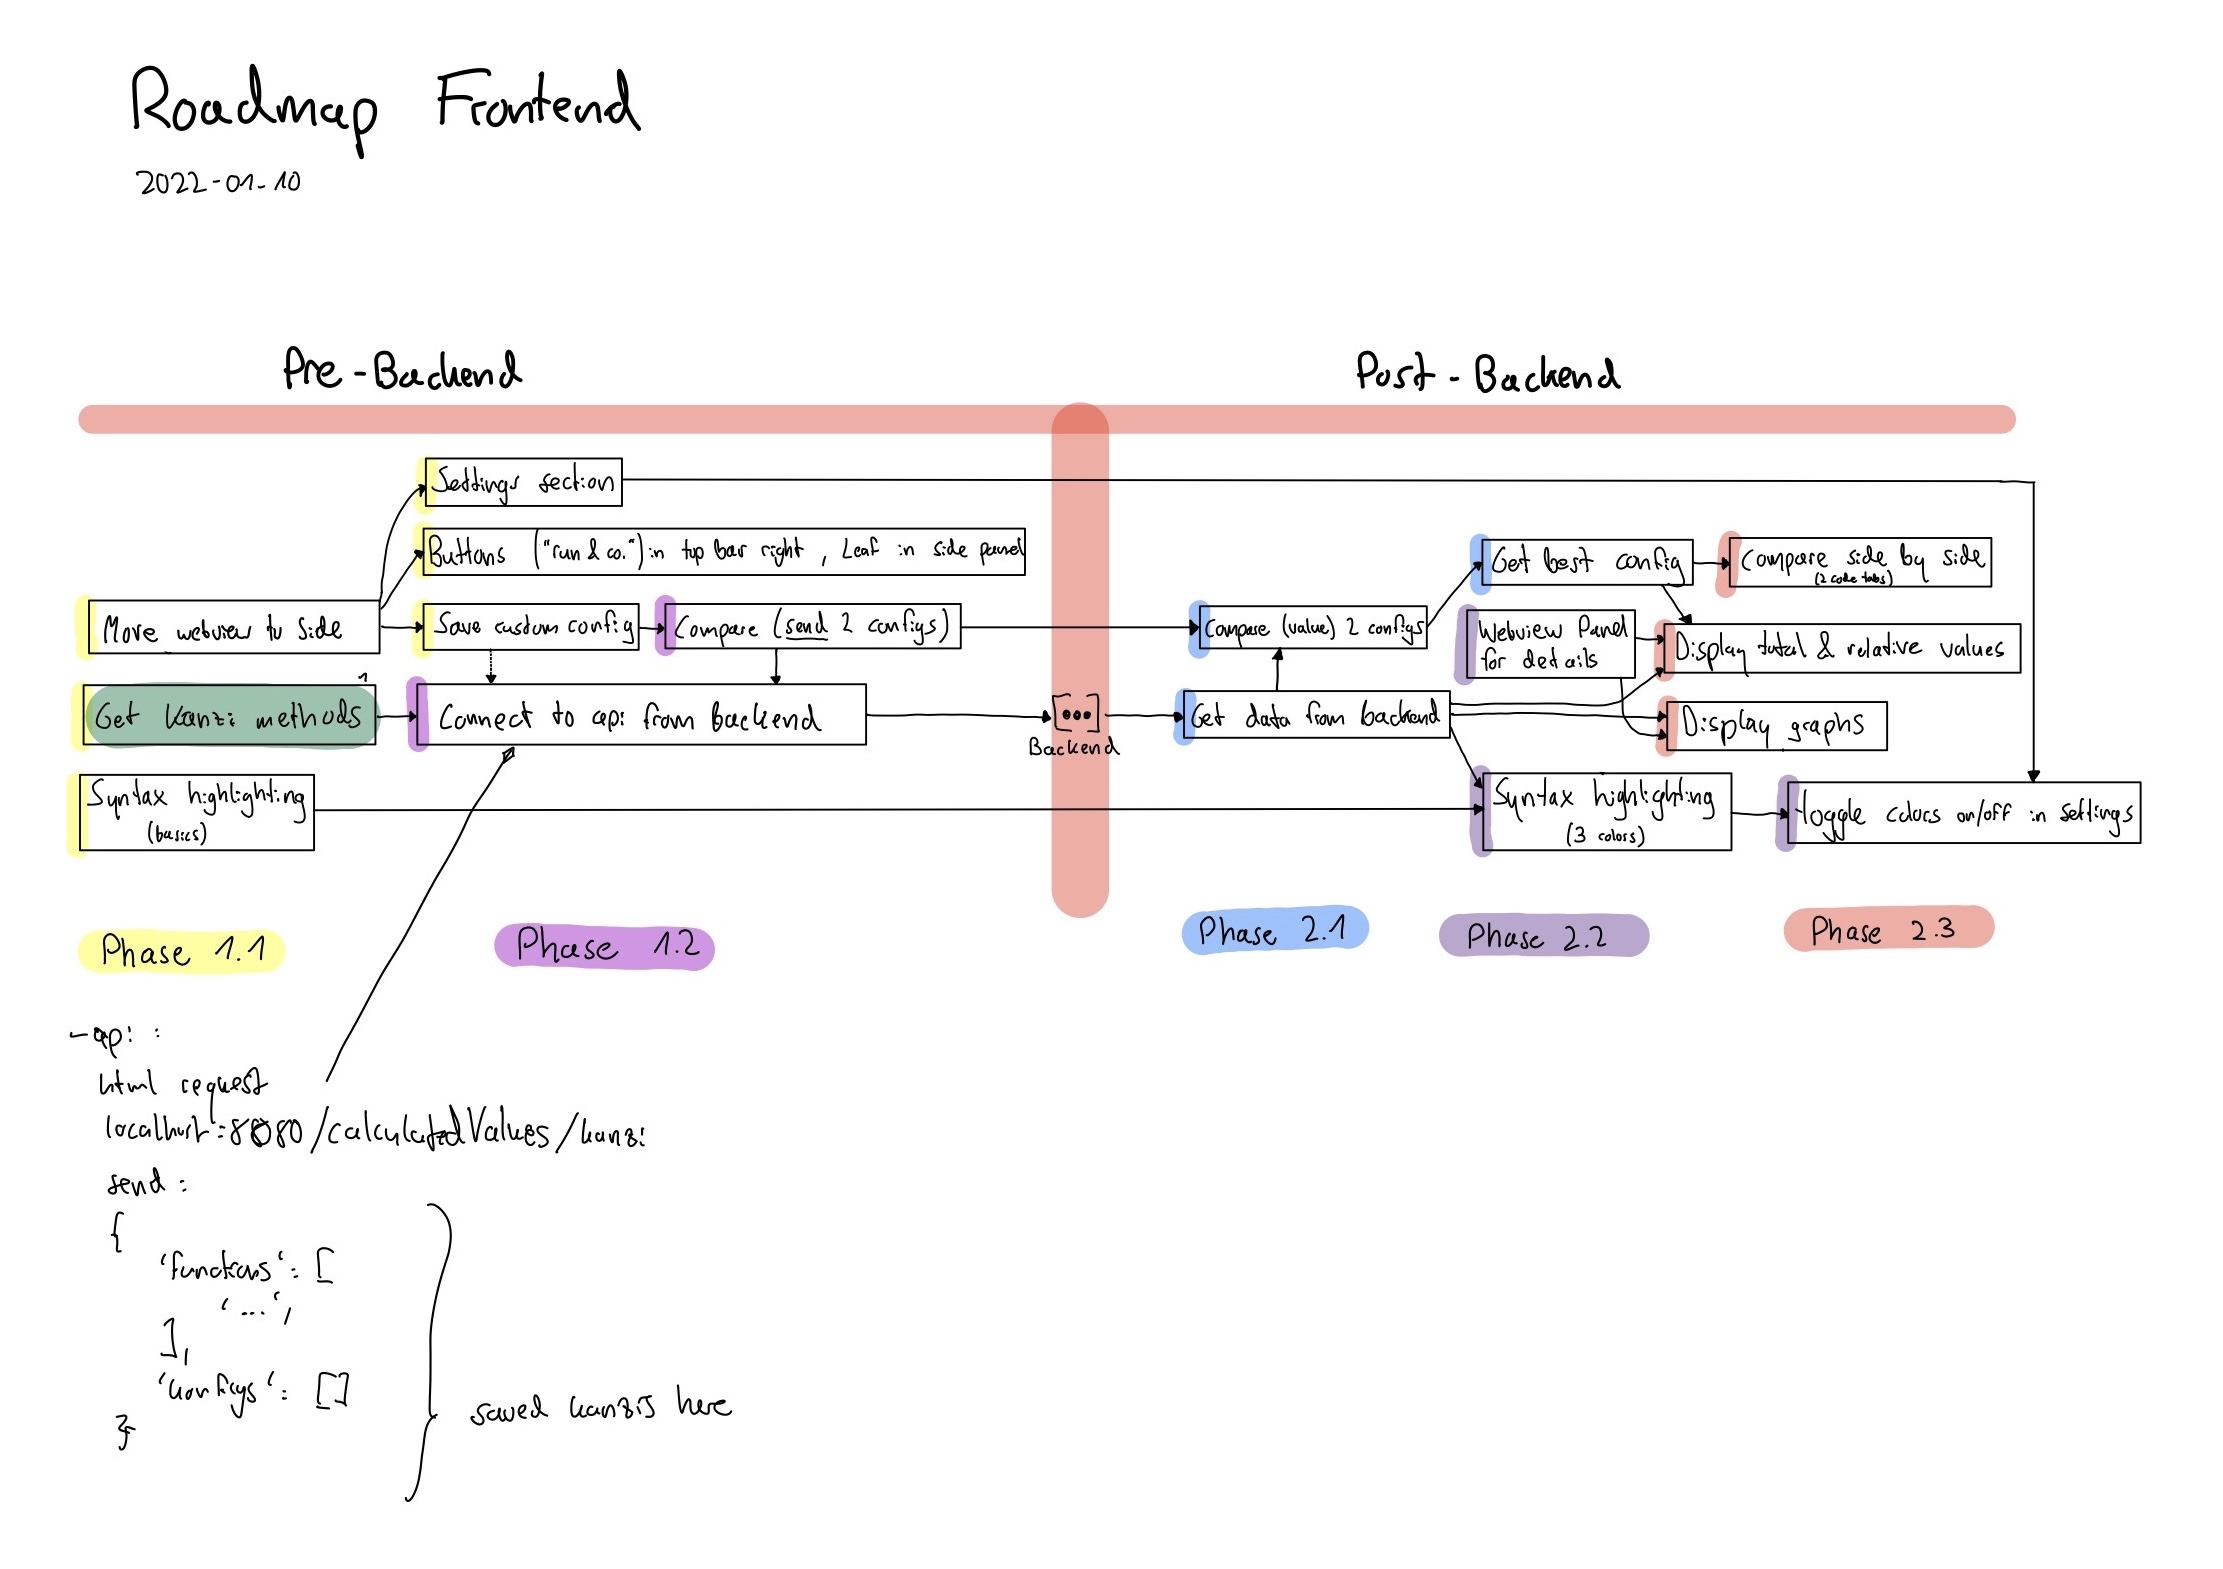 Roadmap Frontend
2022-01-10
Pre-Backend
Post-Backend
Settings section
Buttons ("run & co.") in top bar right, Leaf in side panel
Get best config
Compare side by side
(2 code tabs)
Move webview to side
Save custom config
Compare (send 2 configs)
Compare (value) 2 configs
Webview Panel
for details
Display total & relative values
1
Get Kanzi methods
Connect to api from backend
[...]
Backend
Get data from backend
Display graphs
Syntax highlighting
(basics)
Syntax highlighting
(3 colors)
toggle colors on/off in settings
Phase 1.1
Phase 1.2
Phase 2.1
Phase 2.2
Phase 2.3
-api:
html request
localhost:8080/calculatedValues/kanzi
send:
{
'functions': [
'...',
],
'configs': []
}
saved kanzis here